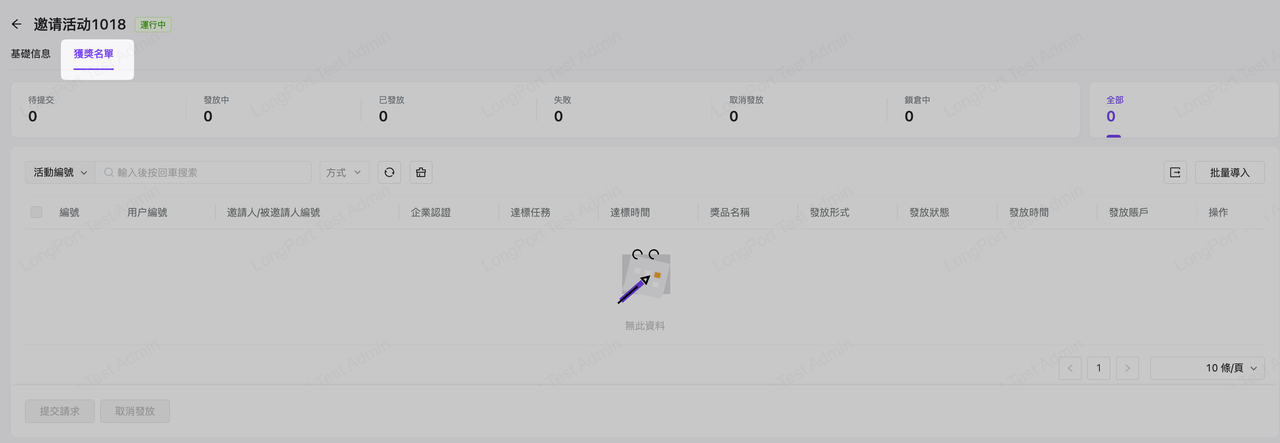 邀请活动1018 運行中
基礎信息 獲獎名單
待提交 發放中 已發放 失敗 取消發放 鎖倉中 全部
0 0 0 0 0 0 0
活動編號 輸入後按回車搜索 方式 批量導入
編號 用户編號 邀請人/被邀請人編號 企業認證 達標任務 達標時間 獎品名稱 發放形式 發放狀態 發放時間 發放賬戶 操作
無此資料
1 10 條/頁
提交請求 取消發放
LongPort Test Admin